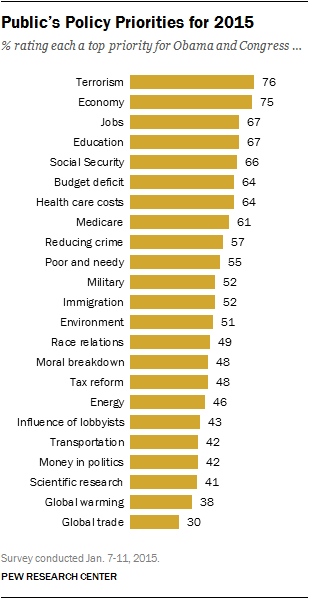 Public's Policy Priorities for 2015
% rating each a top priority for Obama and Congress ...
Terrorism 76
Economy 75
Jobs 67
Education 67
Social Security 66
Budget deficit 64
Health care costs 64
Medicare 61
Reducing crime 57
Poor and needy 55
Military 52
Immigration 52
Environment 51
Race relations 49
Moral breakdown 48
Tax reform 48
Energy 46
Influence of lobbyists 43
Transportation 42
Money in politics 42
Scientific research 41
Global warming 38
Global trade 30
Survey conducted Jan. 7-11, 2015.
PEW RESEARCH CENTER